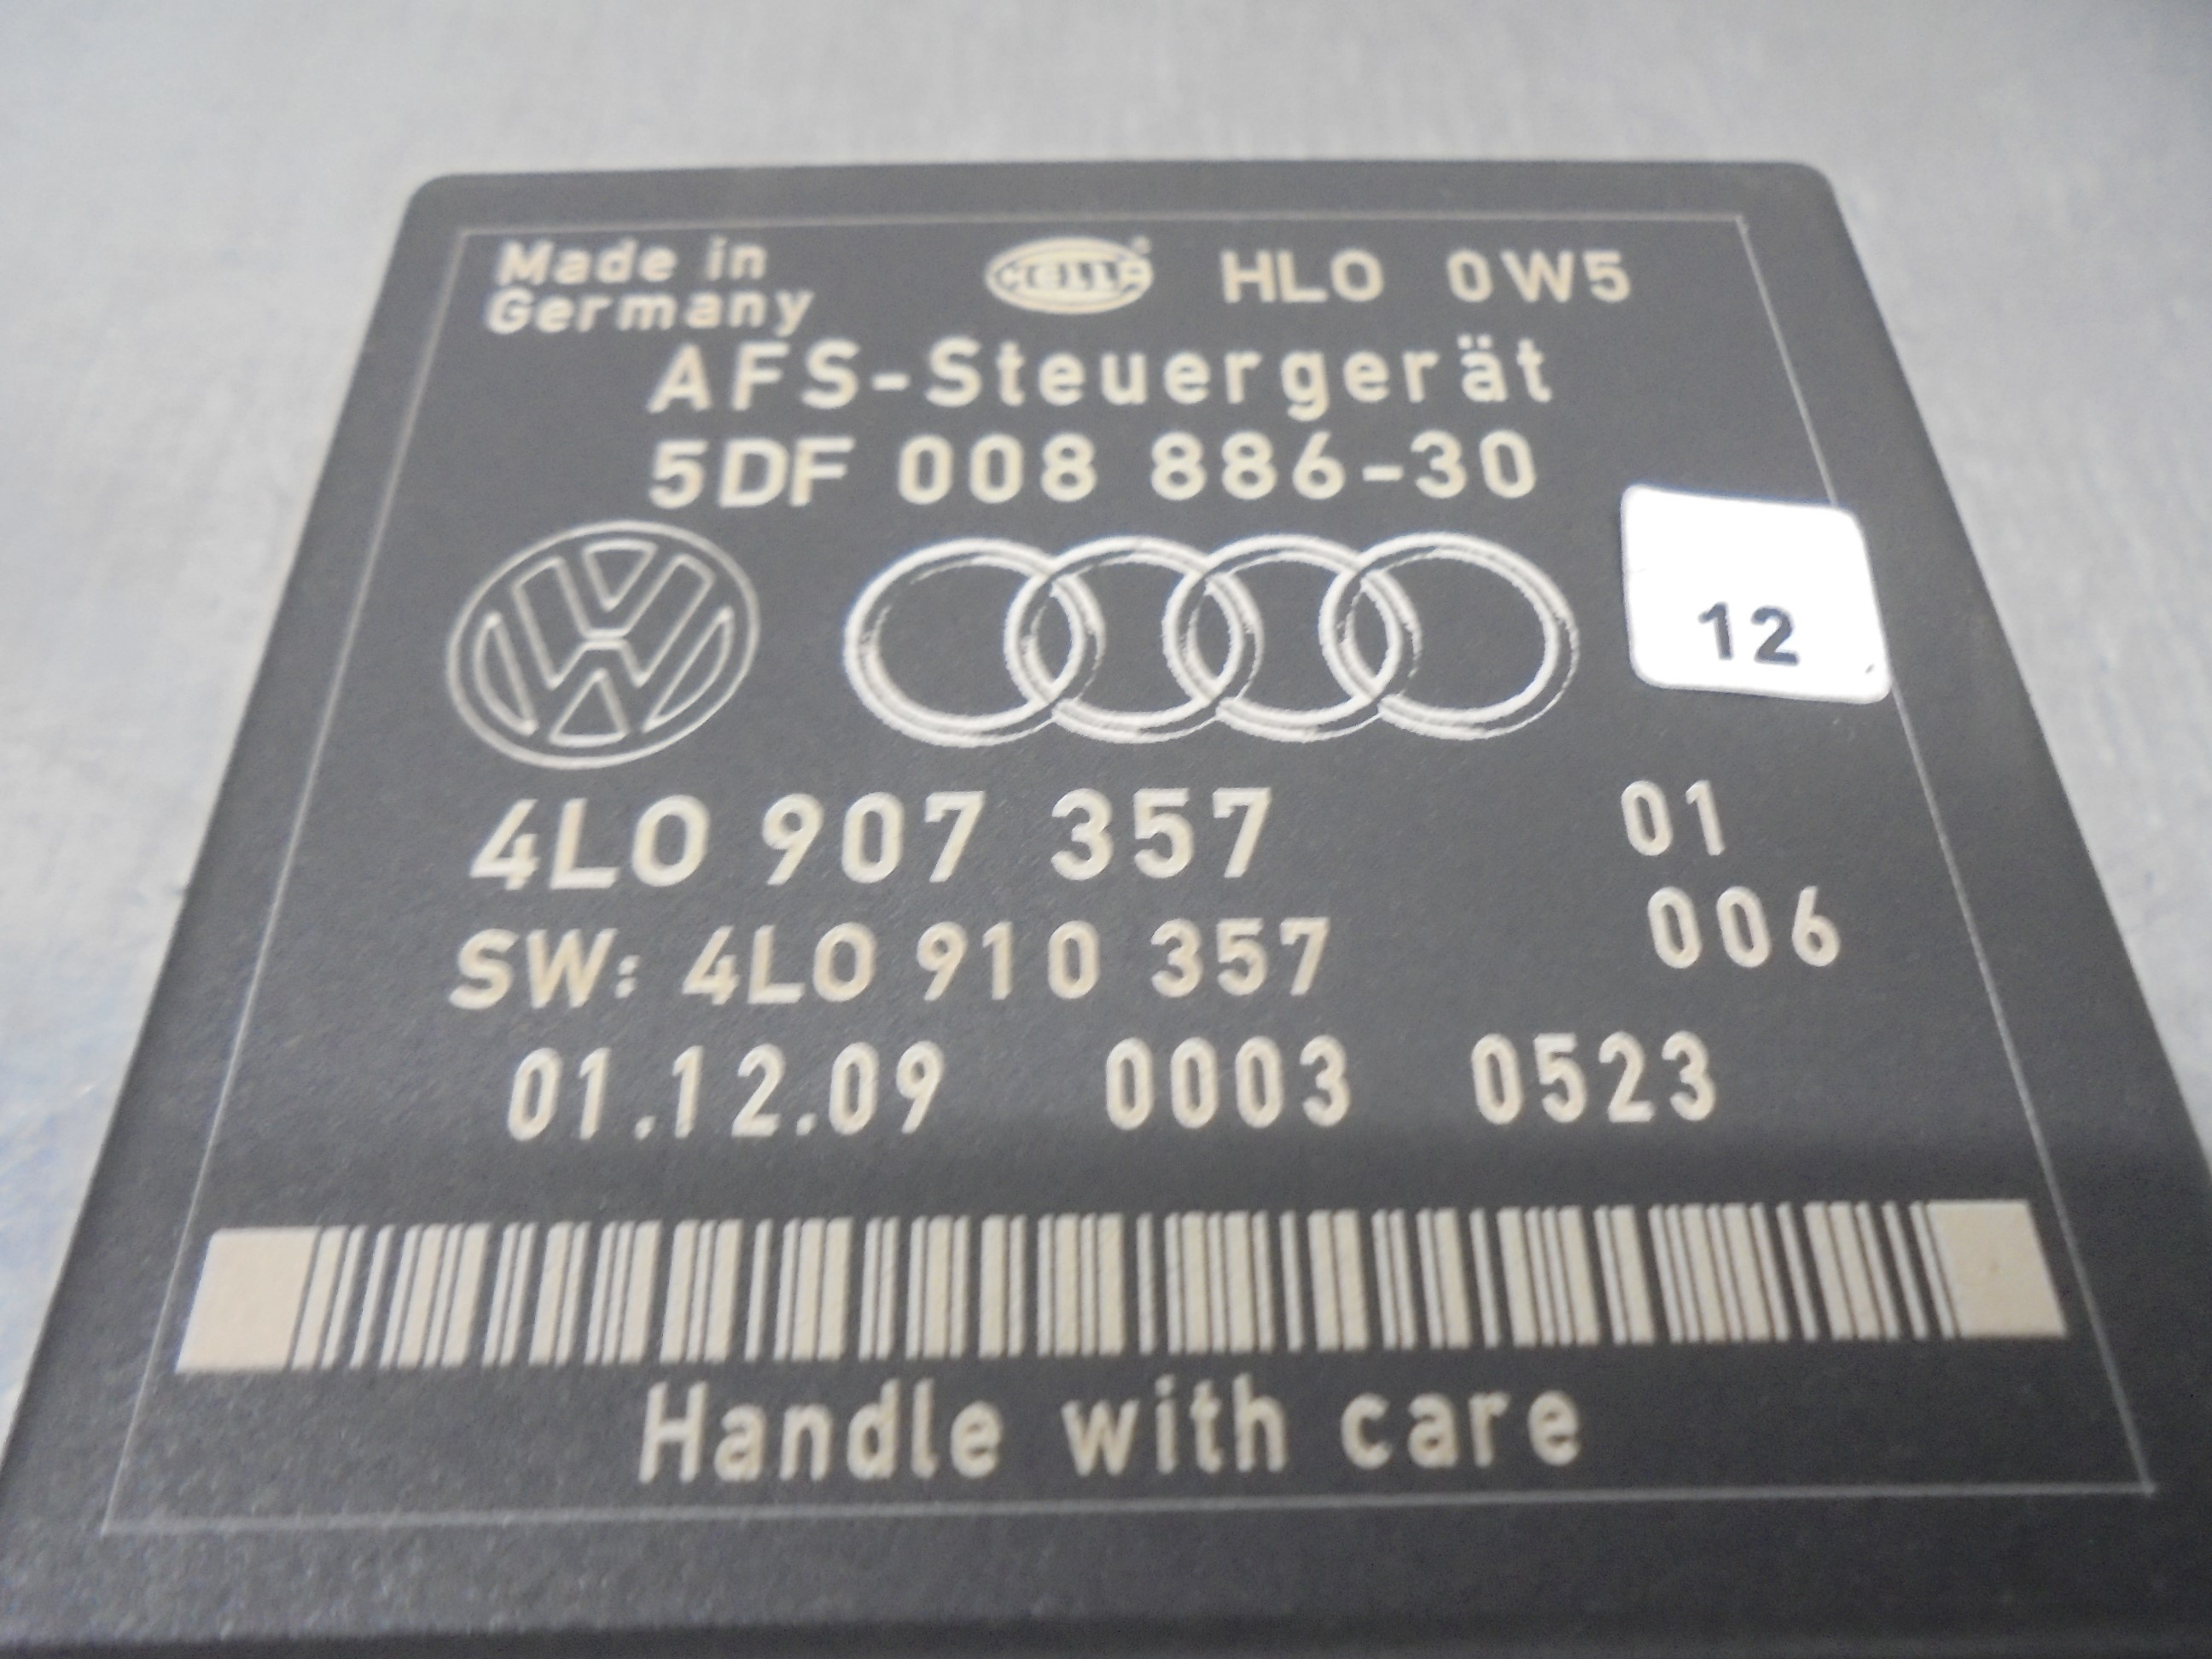 Made in
Germany
HELLA® HLO 0W5
AFS-Steuergerät
5DF 008 886-30
12
4L0 907 357 01
SW: 4L0 910 357 006
01.12.09 0003 0523
Handle with care